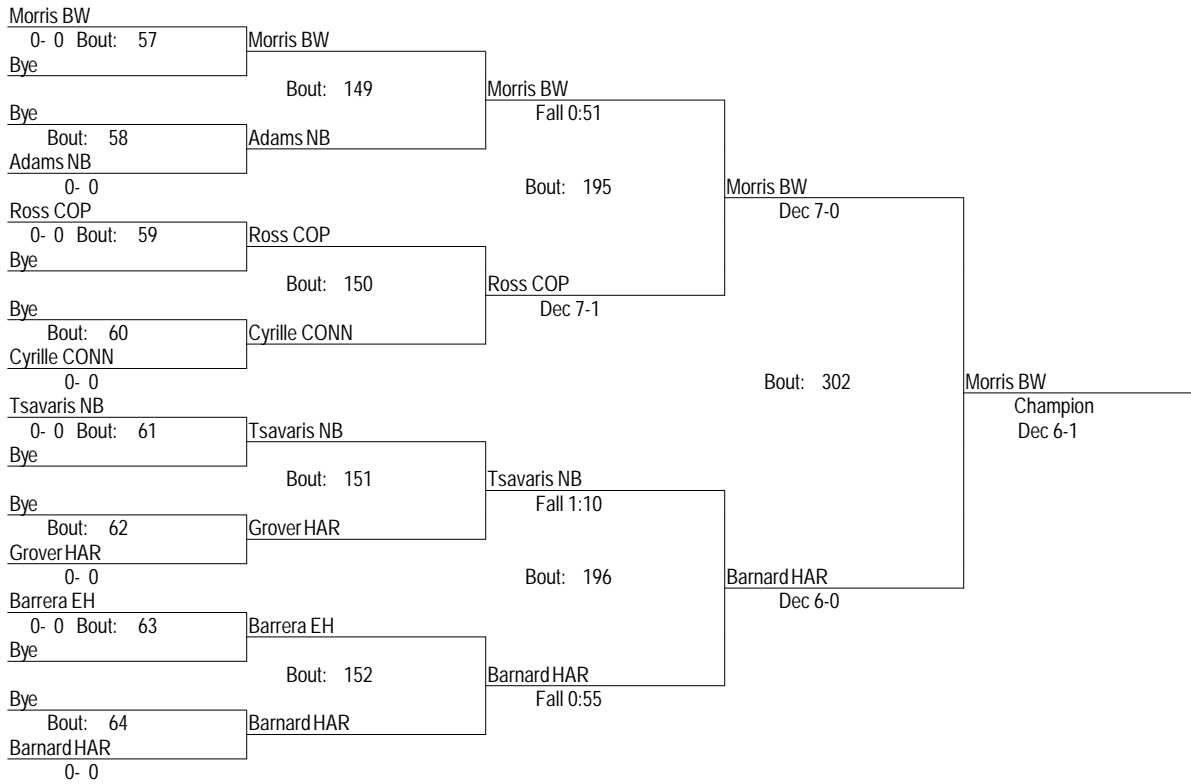 Morris BW
0- 0 Bout: 57
Bye
Bye
Bout: 58
Adams NB
0- 0
Ross COP
0- 0 Bout: 59
Bye
Bye
Bout: 60
Cyrille CONN
0- 0
Tsavaris NB
0- 0 Bout: 61
Bye
Bye
Bout: 62
Grover HAR
0- 0
Barrera EH
0- 0 Bout: 63
Bye
Bye
Bout: 64
Barnard HAR
0- 0
Morris BW
Bout: 149
Adams NB
Ross COP
Bout: 150
Cyrille CONN
Tsavaris NB
Bout: 151
Grover HAR
Barrera EH
Bout: 152
Barnard HAR
Morris BW
Fall 0:51
Bout: 195
Ross COP
Dec 7-1
Tsavaris NB
Fall 1:10
Bout: 196
Barnard HAR
Fall 0:55
Morris BW
Dec 7-0
Bout: 302
Barnard HAR
Dec 6-0
Morris BW
Champion
Dec 6-1